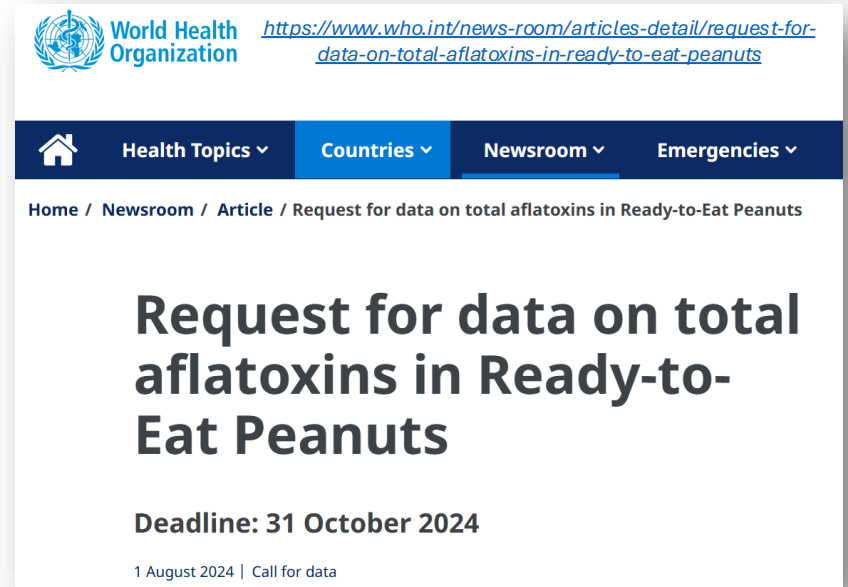 World Health
Organization
https://www.who.int/news-room/articles-detail/request-for-
data-on-total-aflatoxins-in-ready-to-eat-peanuts
Health Topics Countries Newsroom Emergencies
Home / Newsroom / Article / Request for data on total aflatoxins in Ready-to-Eat Peanuts
Request for data on total
aflatoxins in Ready-to-
Eat Peanuts
Deadline: 31 October 2024
1 August 2024 | Call for data